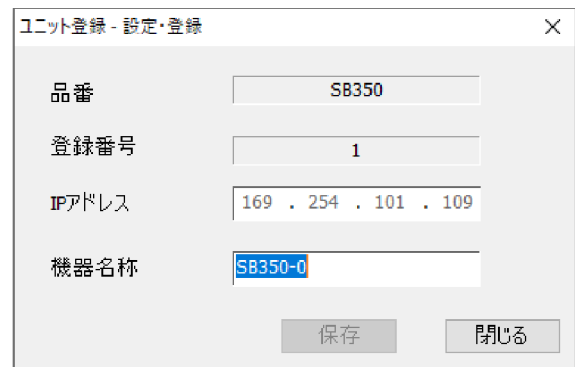 ユニット登録 - 設定・登録
品番 SB350
登録番号 1
IPアドレス 169 . 254 . 101 . 109
機器名称 SB350-0
保存 閉じる